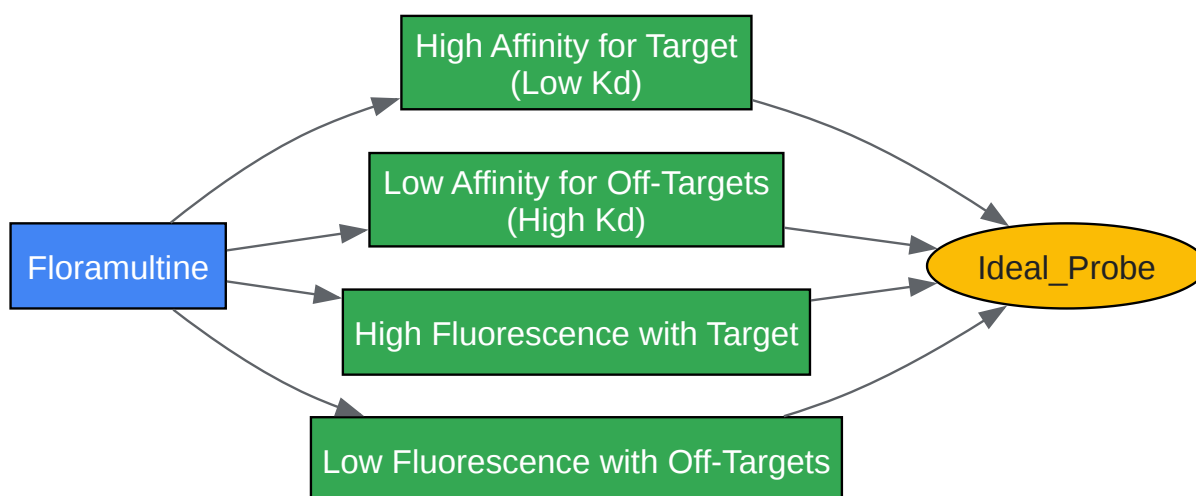 High Affinity for Target
(Low Kd)
Low Affinity for Off-Targets
(High Kd)
Floramultine
Ideal_Probe
High Fluorescence with Target
Low Fluorescence with Off-Targets